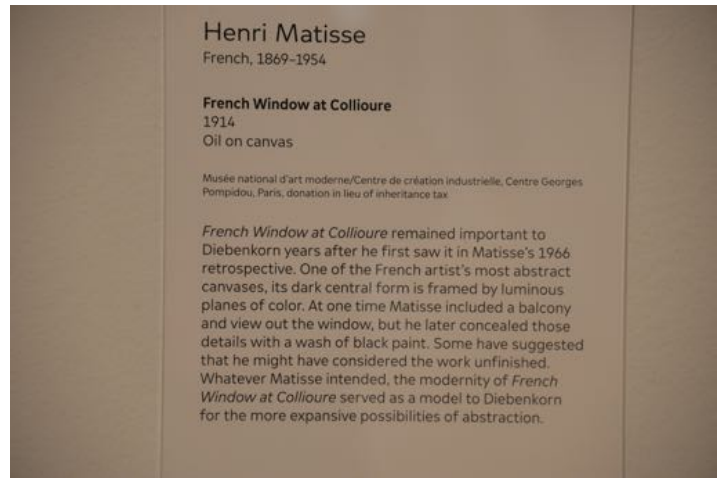 Henri Matisse
French, 1869–1954
French Window at Collioure
1914
Oil on canvas
Musée national d'art moderne/Centre de création industrielle, Centre Georges
Pompidou, Paris, donation in lieu of inheritance tax
French Window at Collioure remained important to
Diebenkorn years after he first saw it in Matisse's 1966
retrospective. One of the French artist's most abstract
canvases, its dark central form is framed by luminous
planes of color. At one time Matisse included a balcony
and view out the window, but he later concealed those
details with a wash of black paint. Some have suggested
that he might have considered the work unfinished.
Whatever Matisse intended, the modernity of French
Window at Collioure served as a model to Diebenkorn
for the more expansive possibilities of abstraction.